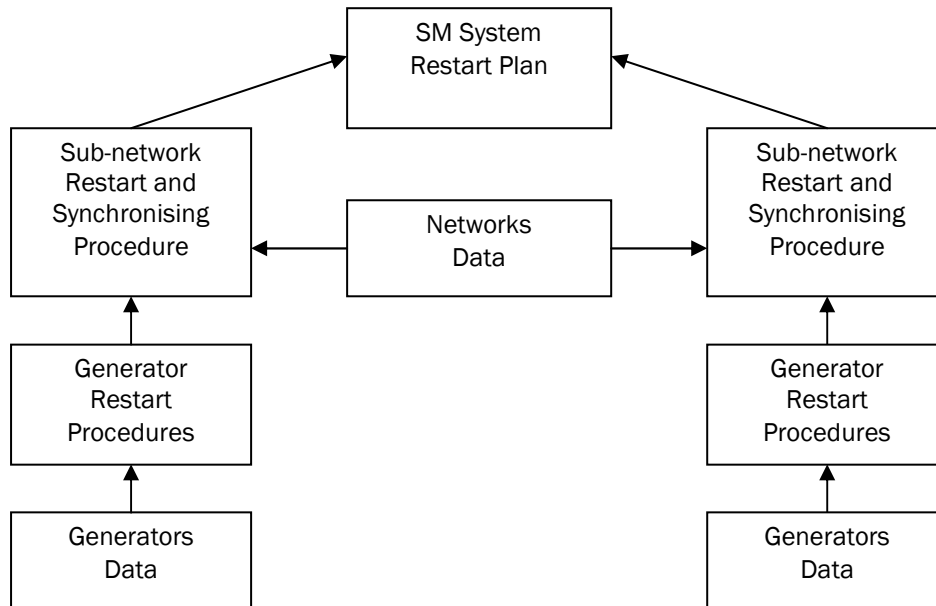 SM System
Restart Plan
Sub-network
Restart and
Synchronising
Procedure
Networks
Data
Sub-network
Restart and
Synchronising
Procedure
Generator
Restart
Procedures
Generator
Restart
Procedures
Generators
Data
Generators
Data